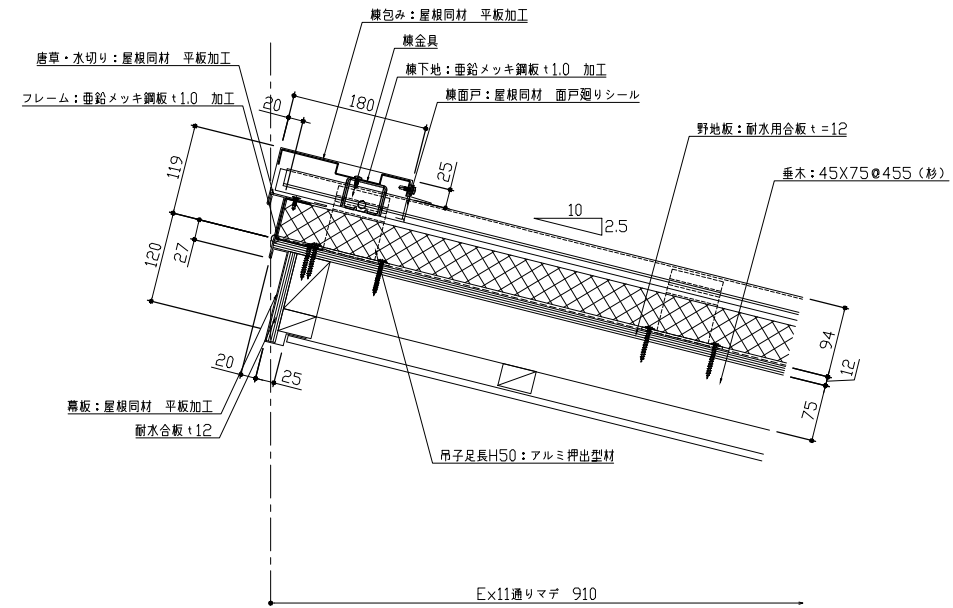 棟包み：屋根同材　平板加工
棟金具
唐草・水切り：屋根同材　平板加工
棟下地：亜鉛メッキ鋼板ｔ1.0　加工
フレーム：亜鉛メッキ鋼板ｔ1.0　加工
棟面戸：屋根同材　面戸廻りシール
20
180
野地板：耐水用合板ｔ=12
119
25
垂木：45X75@455（杉）
10
2.5
120
27
94
12
20
25
75
幕板：屋根同材　平板加工
耐水合板ｔ12
吊子足長H50：アルミ押出型材
Ex11通りマデ　910